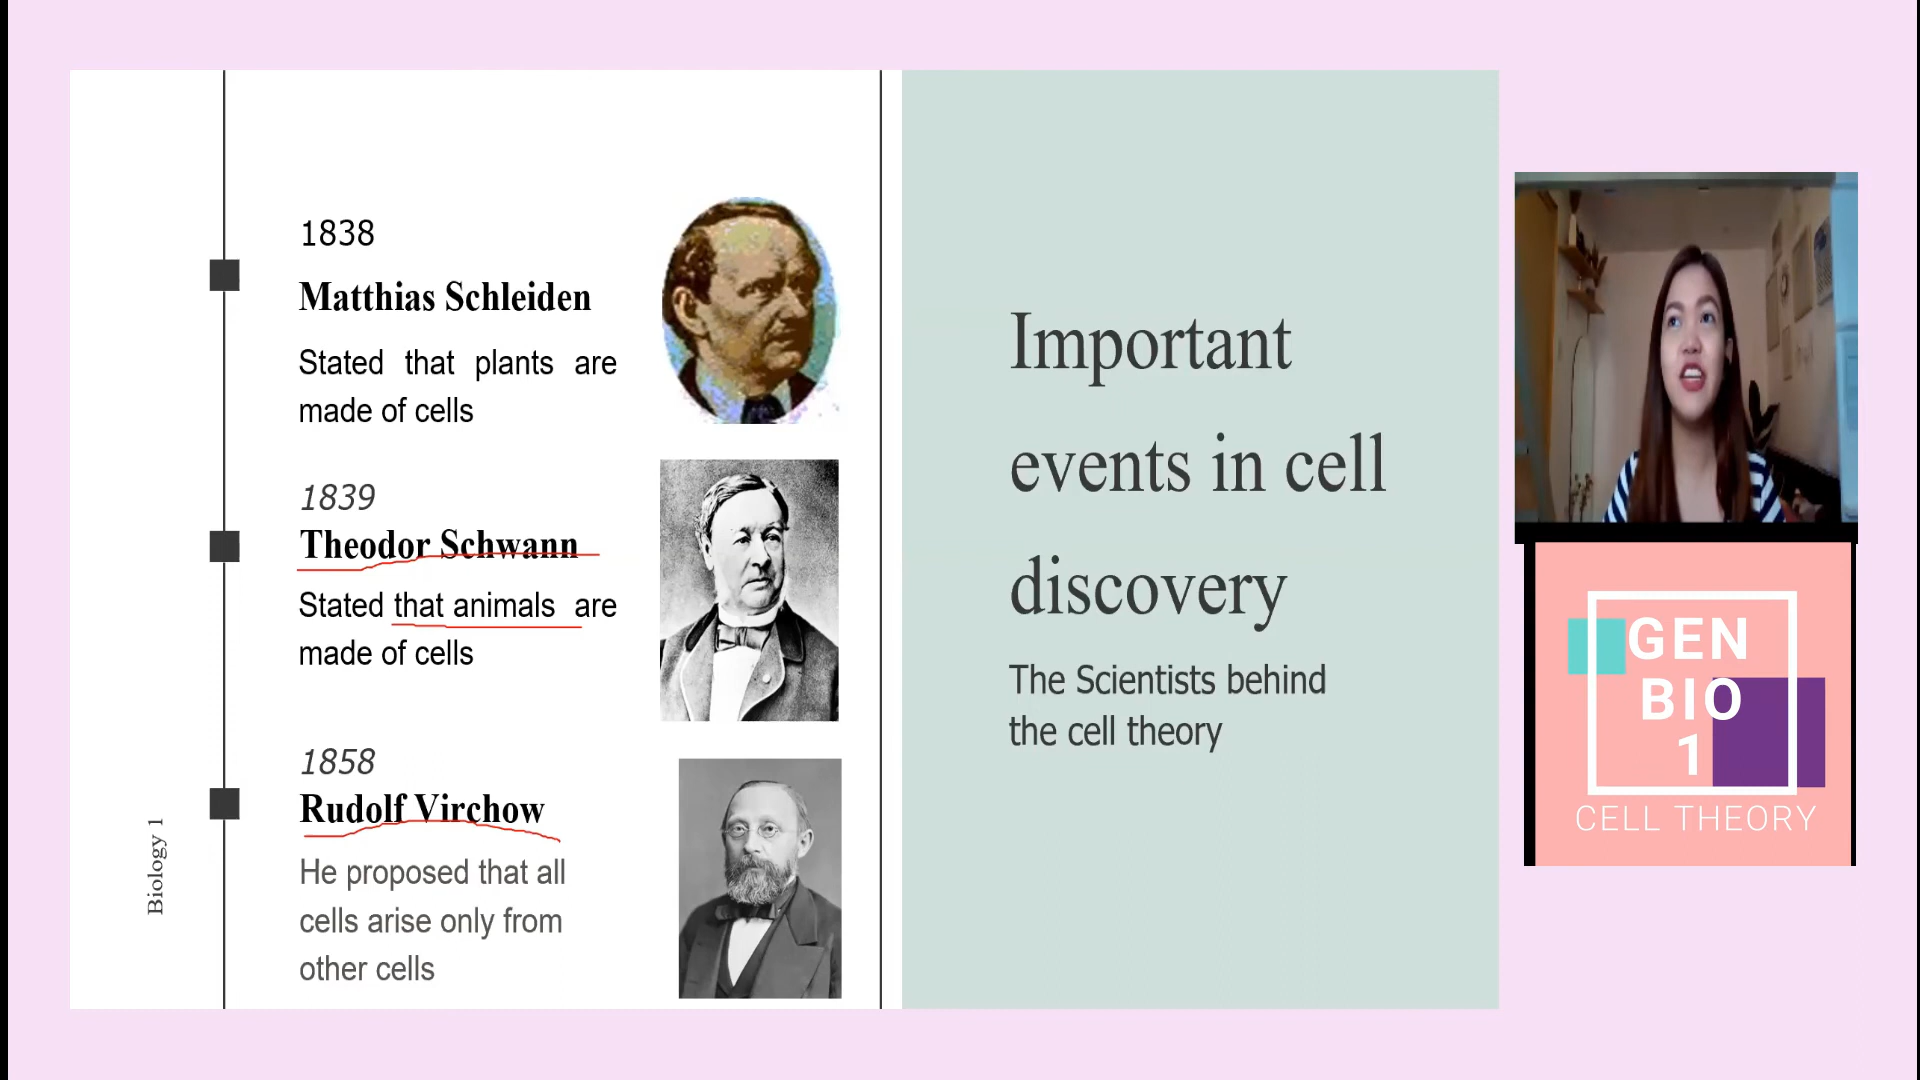 1838
Matthias Schleiden
Stated that plants are
made of cells
1839
Theodor Schwann
Stated that animals are
made of cells
1858
Rudolf Virchow
He proposed that all
cells arise only from
other cells
Biology 1
Important
events in cell
discovery
The Scientists behind
the cell theory
GEN
BIO
1
CELL THEORY